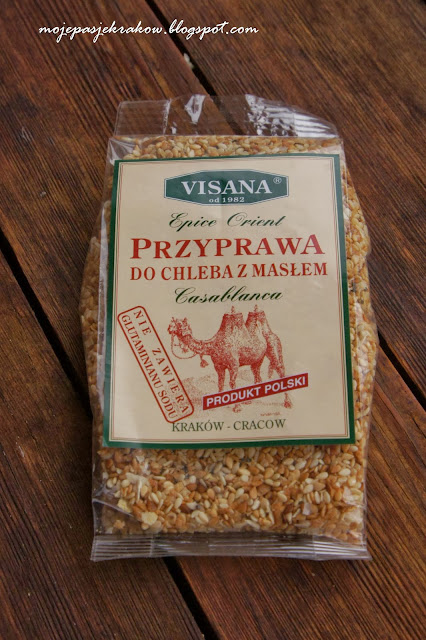 mojepasjekrakow.blogspot.com
VISANA®
od 1982
Epice Orient
PRZYPRAWA
DO CHLEBA Z MASŁEM
Casablanca
NIE ZAWIERA
GLUTAMINIANU SODU
PRODUKT POLSKI
KRAKÓW - CRACOW